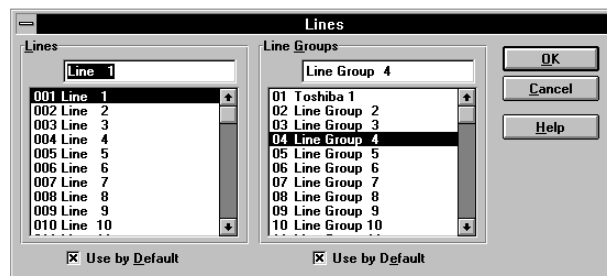 Lines
Lines
Line 1
001 Line 1
002 Line 2
003 Line 3
004 Line 4
005 Line 5
006 Line 6
007 Line 7
008 Line 8
009 Line 9
010 Line 10
Use by Default
Line Groups
Line Group 4
01 Toshiba 1
02 Line Group 2
03 Line Group 3
04 Line Group 4
05 Line Group 5
06 Line Group 6
07 Line Group 7
08 Line Group 8
09 Line Group 9
10 Line Group 10
Use by Default
OK
Cancel
Help